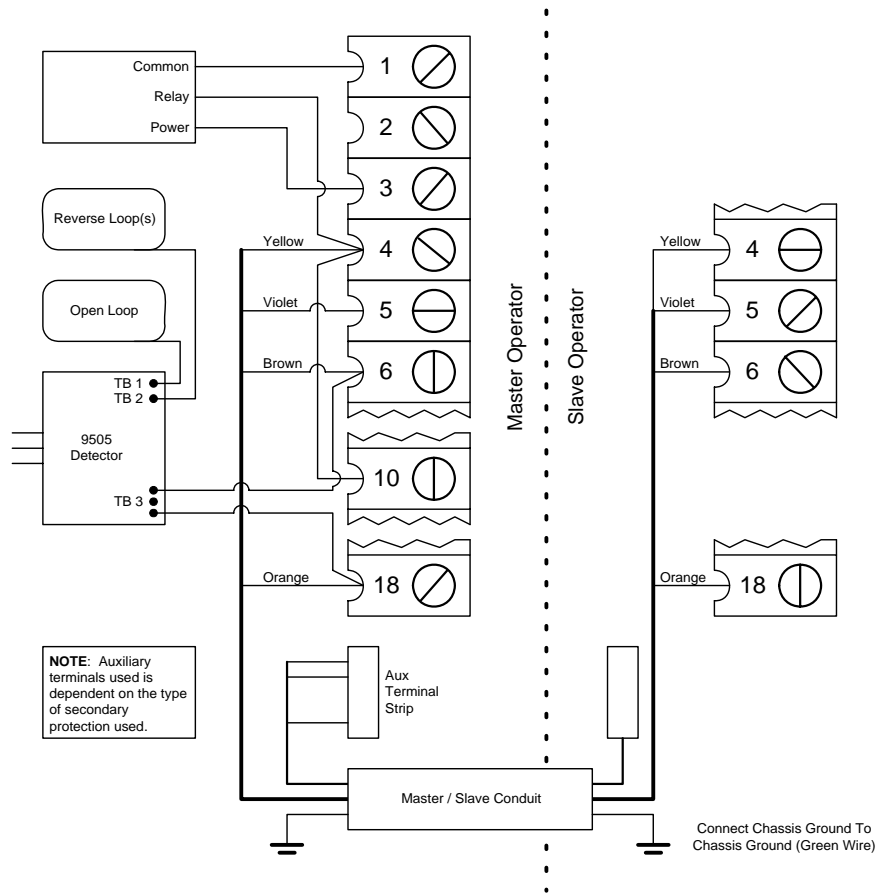 Common
Relay
Power
1
2
3
Reverse Loop(s)
Yellow
4
Violet
5
Open Loop
Brown
6
TB 1
TB 2
9505
Detector
TB 3
10
Orange
18
Master Operator
Slave Operator
Yellow
4
Violet
5
Brown
6
Orange
18
NOTE: Auxiliary
terminals used is
dependent on the type
of secondary
protection used.
Aux
Terminal
Strip
Master / Slave Conduit
Connect Chassis Ground To
Chassis Ground (Green Wire)